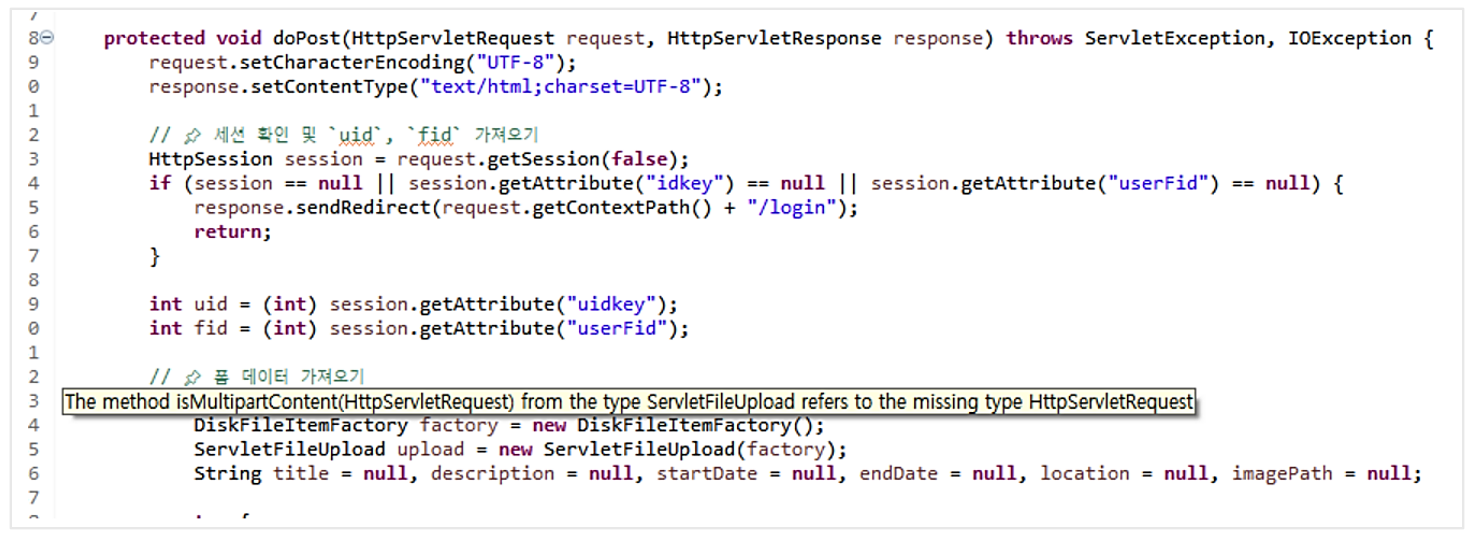 8 protected void doPost(HttpServletRequest request, HttpServletResponse response) throws ServletException, IOException {
9 request.setCharacterEncoding("UTF-8");
0 response.setContentType("text/html;charset=UTF-8");
1
2 // 📌 세션 확인 및 `uid`, `fid` 가져오기
3 HttpSession session = request.getSession(false);
4 if (session == null || session.getAttribute("idkey") == null || session.getAttribute("userFid") == null) {
5 response.sendRedirect(request.getContextPath() + "/login");
6 return;
7 }
8
9 int uid = (int) session.getAttribute("uidkey");
0 int fid = (int) session.getAttribute("userFid");
1
2 // 📌 폼 데이터 가져오기
3 The method isMultipartContent(HttpServletRequest) from the type ServletFileUpload refers to the missing type HttpServletRequest
4 DiskFileItemFactory factory = new DiskFileItemFactory();
5 ServletFileUpload upload = new ServletFileUpload(factory);
6 String title = null, description = null, startDate = null, endDate = null, location = null, imagePath = null;
7